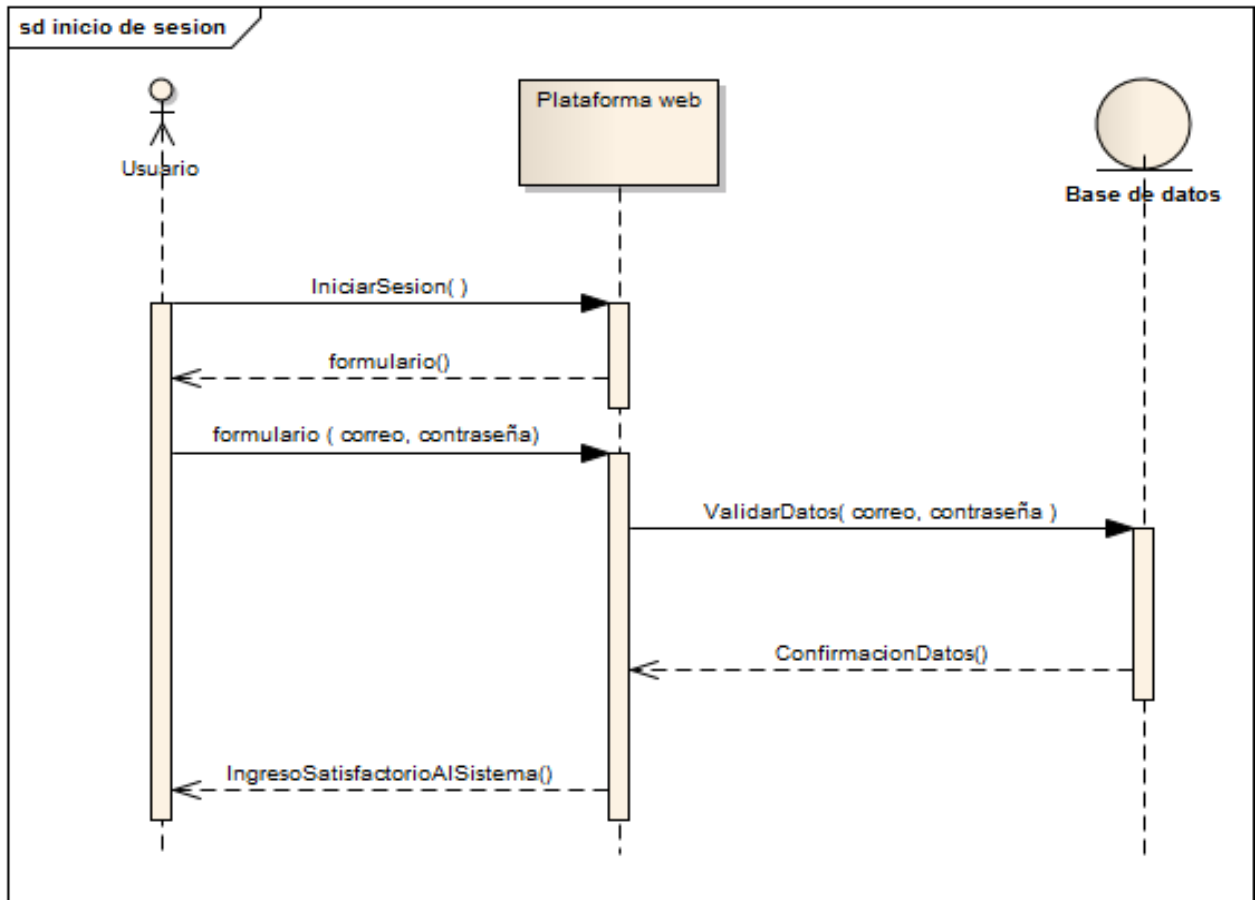 sd inicio de sesion
Usuario
Plataforma web
Base de datos
IniciarSesion( )
formulario()
formulario ( correo, contraseña)
ValidarDatos( correo, contraseña )
ConfirmacionDatos()
IngresoSatisfactorioAlSistema()